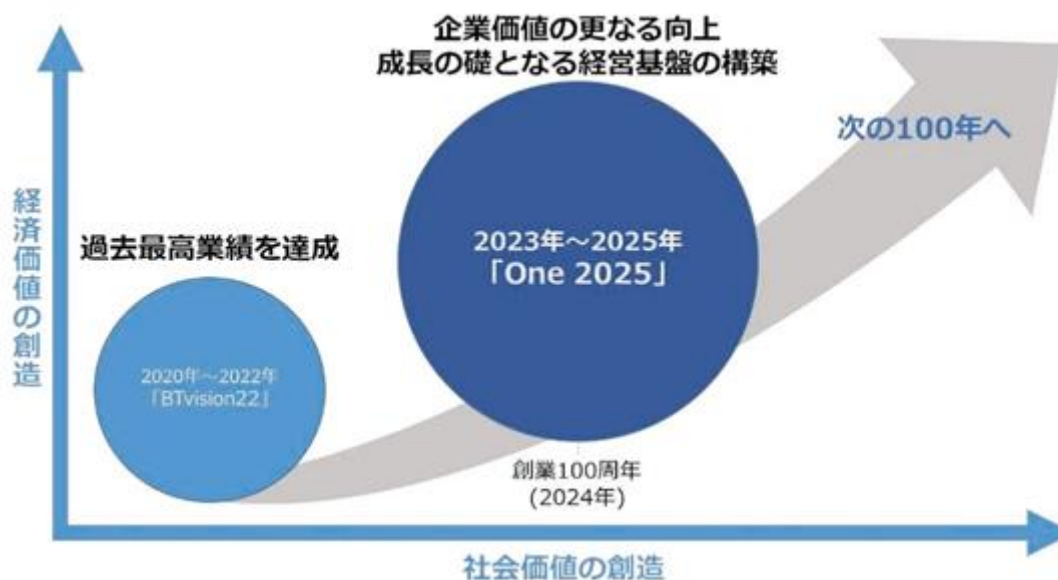 企業価値の更なる向上
成長の礎となる経営基盤の構築
次の100年へ
経済価値の創造
過去最高業績を達成
2023年～2025年
「One 2025」
2020年～2022年
「BTvision22」
創業100周年
(2024年)
社会価値の創造